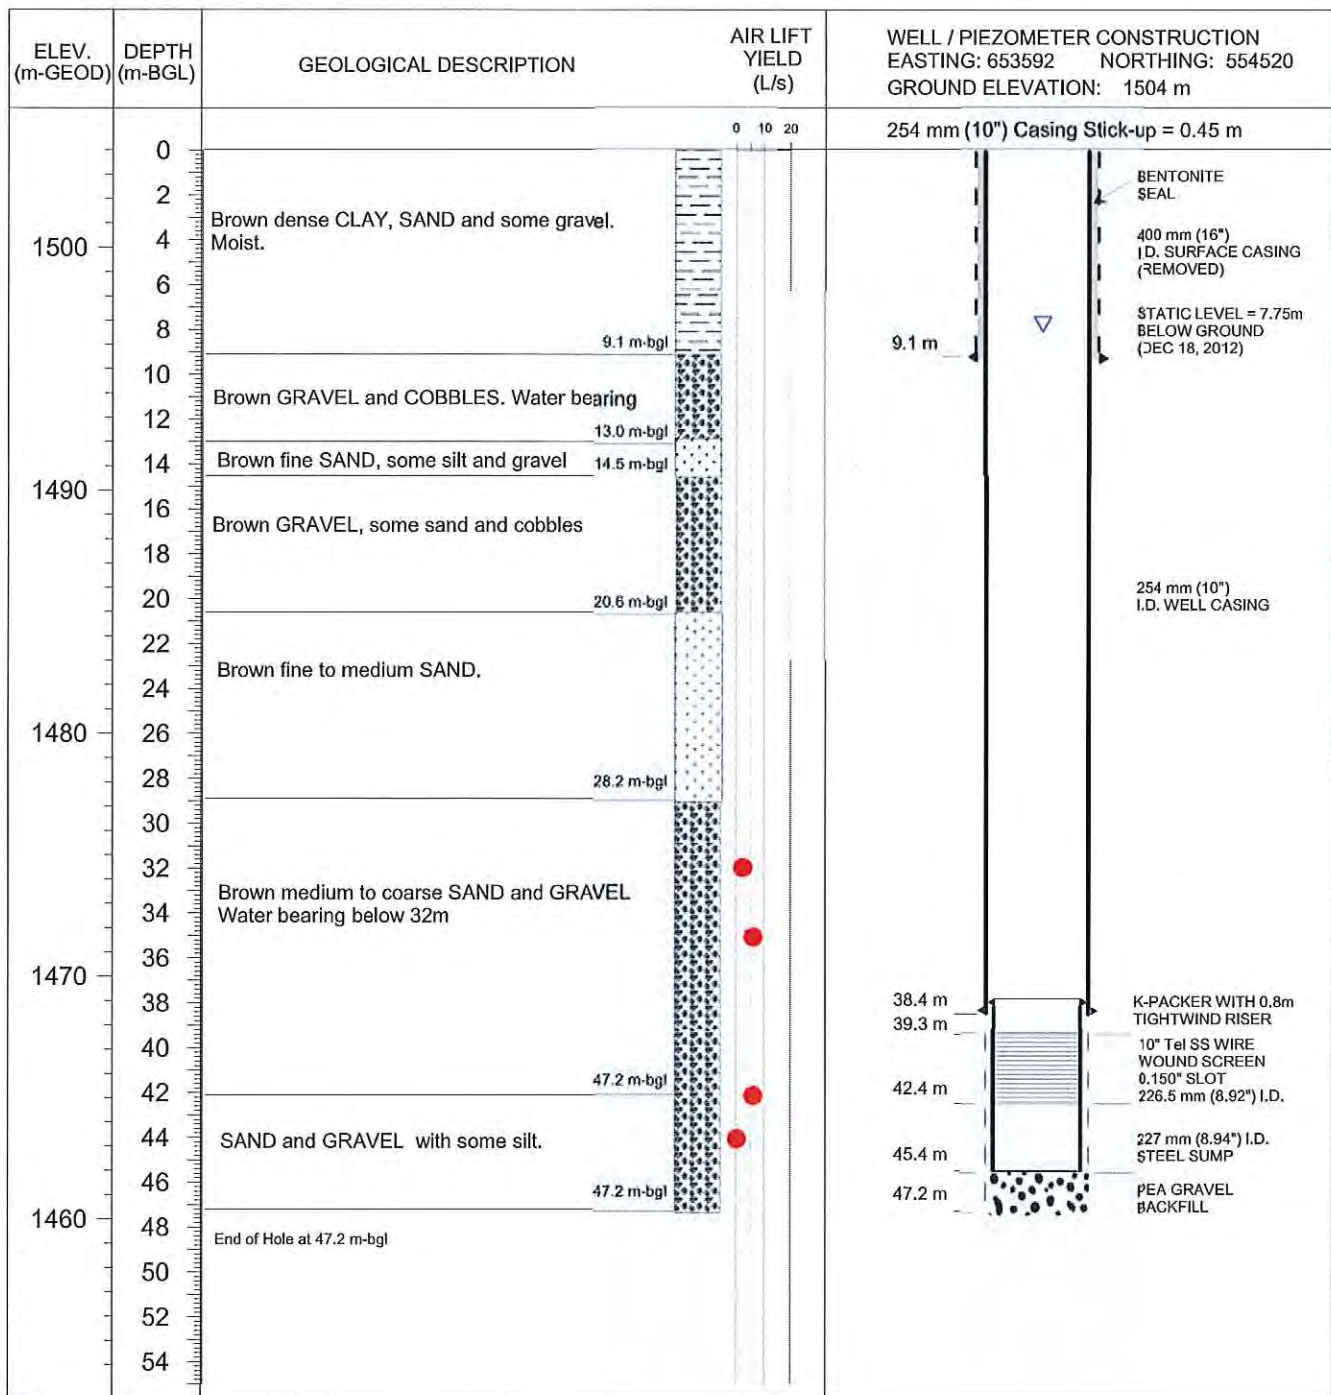 ELEV.
(m-GEOD)
DEPTH
(m-BGL)
GEOLOGICAL DESCRIPTION
AIR LIFT
YIELD
(L/s)
WELL / PIEZOMETER CONSTRUCTION
EASTING: 653592 NORTHING: 554520
GROUND ELEVATION: 1504 m
0 10 20
254 mm (10") Casing Stick-up = 0.45 m
1500
1490
1480
1470
1460
0
2
4
6
8
10
12
14
16
18
20
22
24
26
28
30
32
34
36
38
40
42
44
46
48
50
52
54
Brown dense CLAY, SAND and some gravel.
Moist.
9.1 m-bgl
Brown GRAVEL and COBBLES. Water bearing
13.0 m-bgl
Brown fine SAND, some silt and gravel
14.5 m-bgl
Brown GRAVEL, some sand and cobbles
20.6 m-bgl
Brown fine to medium SAND.
28.2 m-bgl
Brown medium to coarse SAND and GRAVEL
Water bearing below 32m
47.2 m-bgl
SAND and GRAVEL with some silt.
47.2 m-bgl
End of Hole at 47.2 m-bgl
BENTONITE
SEAL
400 mm (16")
I.D. SURFACE CASING
(REMOVED)
STATIC LEVEL = 7.75m
BELOW GROUND
(DEC 18, 2012)
9.1 m
254 mm (10")
I.D. WELL CASING
38.4 m
39.3 m
42.4 m
45.4 m
47.2 m
K-PACKER WITH 0.8m
TIGHTWIND RISER
10" Tel SS WIRE
WOUND SCREEN
0.150" SLOT
226.5 mm (8.92") I.D.
227 mm (8.94") I.D.
STEEL SUMP
PEA GRAVEL
BACKFILL